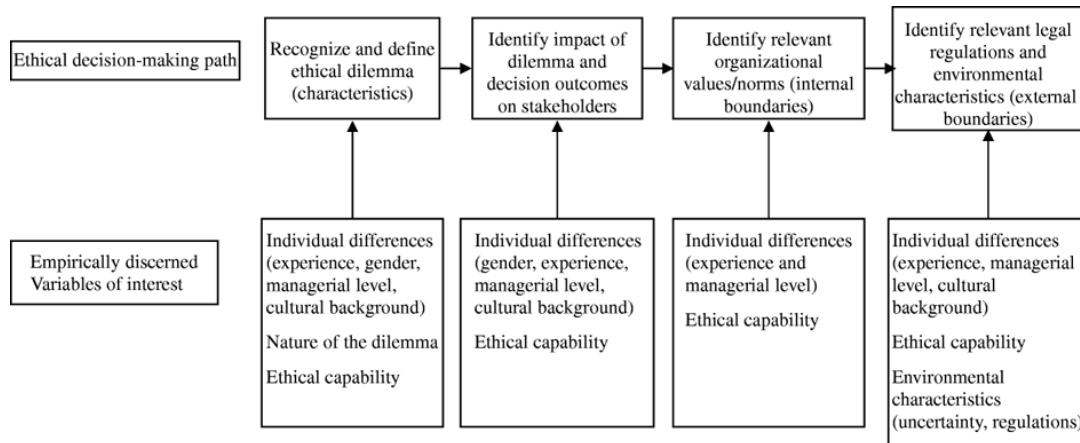 Ethical decision-making path
Recognize and define
ethical dilemma
(characteristics)
Identify impact of
dilemma and
decision outcomes
on stakeholders
Identify relevant
organizational
values/norms (internal
boundaries)
Identify relevant legal
regulations and
environmental
characteristics (external
boundaries)
Empirically discerned
Variables of interest
Individual differences
(experience, gender,
managerial level,
cultural background)
Nature of the dilemma
Ethical capability
Individual differences
(gender, experience,
managerial level,
cultural background)
Ethical capability
Individual differences
(experience and
managerial level)
Ethical capability
Individual differences
(experience, managerial
level, cultural
background)
Ethical capability
Environmental
characteristics
(uncertainty, regulations)